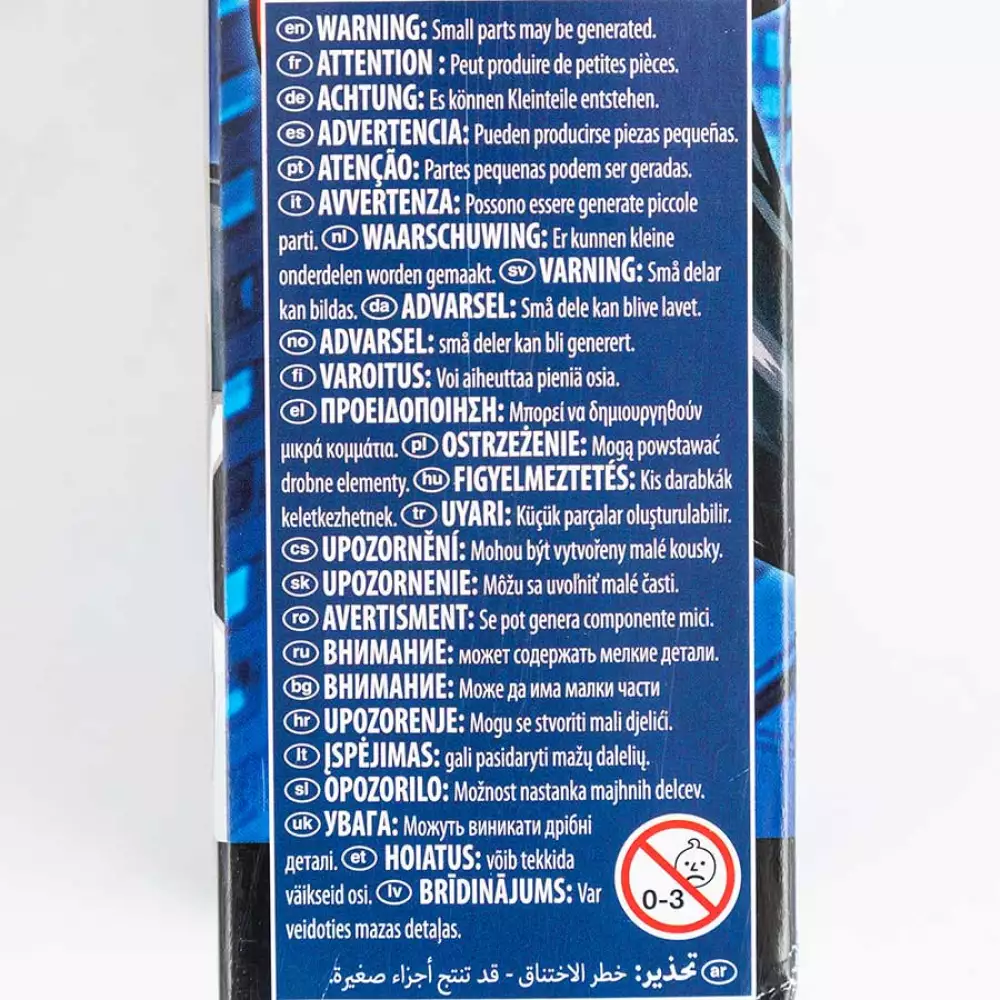 en WARNING: Small parts may be generated.
fr ATTENTION : Peut produire de petites pièces.
de ACHTUNG: Es können Kleinteile entstehen.
es ADVERTENCIA: Pueden producirse piezas pequeñas.
pt ATENÇÃO: Partes pequenas podem ser geradas.
it AVVERTENZA: Possono essere generate piccole
parti. nl WAARSCHUWING: Er kunnen kleine
onderdelen worden gemaakt. sv VARNING: Små delar
kan bildas. da ADVARSEL: Små dele kan blive lavet.
no ADVARSEL: små deler kan bli generert.
fi VAROITUS: Voi aiheuttaa pieniä osia.
el ΠΡΟΕΙΔΟΠΟΙΗΣΗ: Μπορεί να δημιουργηθούν
μικρά κομμάτια. pl OSTRZEŻENIE: Mogą powstawać
drobne elementy. hu FIGYELMEZTETÉS: Kis darabkák
keletkezhetnek. tr UYARI: Küçük parçalar oluşturulabilir.
cs UPOZORNĚNÍ: Mohou být vytvořeny malé kousky.
sk UPOZORNENIE: Môžu sa uvoľniť malé časti.
ro AVERTISMENT: Se pot genera componente mici.
ru ВНИМАНИЕ: может содержать мелкие детали.
bg ВНИМАНИЕ: Може да има малки части
hr UPOZORENJE: Mogu se stvoriti mali djelići.
lt ĮSPĖJIMAS: gali pasidaryti mažų dalelių.
sl OPOZORILO: Možnost nastanka majhnih delcev.
uk УВАГА: Можуть виникати дрібні
деталі. et HOIATUS: võib tekkida
väikseid osi. lv BRĪDINĀJUMS: Var
veidoties mazas detaļas.
0-3
ar تحذير: خطر الاختناق - قد تنتج أجزاء صغيرة.